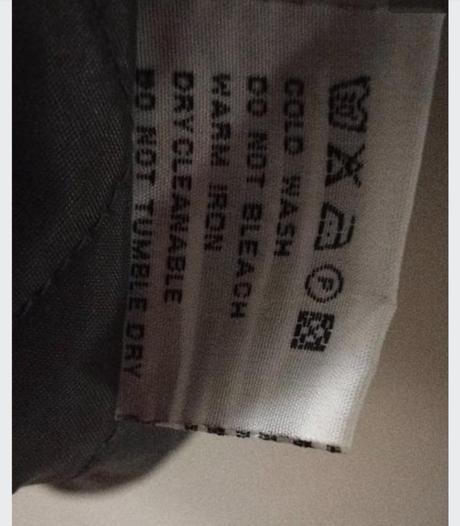 COLD WASH
DO NOT BLEACH
WARM IRON
DRYCLEANABLE
DO NOT TUMBLE DRY